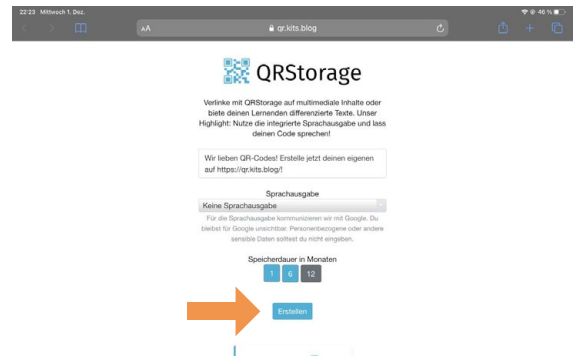 22:23 Mittwoch 1. Dez.
46 %
AA
qr.kits.blog
QRStorage
Verlinke mit QRStorage auf multimediale Inhalte oder
biete deinen Lernenden differenzierte Texte. Unser
Highlight: Nutze die integrierte Sprachausgabe und lass
deinen Code sprechen!
Wir lieben QR-Codes! Erstelle jetzt deinen eigenen
auf https://qr.kits.blog/!
Sprachausgabe
Keine Sprachausgabe
Für die Sprachausgabe kommunizieren wir mit Google. Du
bleibst für Google unsichtbar. Personenbezogene oder andere
sensible Daten solltest du nicht eingeben.
Speicherdauer in Monaten
1 6 12
Erstellen